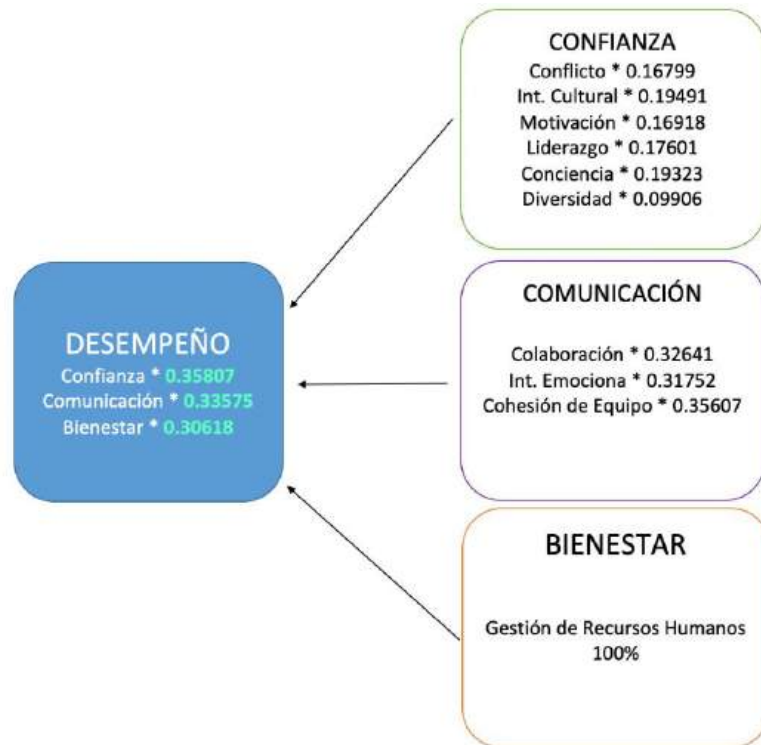 CONFIANZA
Conflicto * 0.16799
Int. Cultural * 0.19491
Motivación * 0.16918
Liderazgo * 0.17601
Conciencia * 0.19323
Diversidad * 0.09906
DESEMPEÑO
Confianza * 0.35807
Comunicación * 0.33575
Bienestar * 0.30618
COMUNICACIÓN
Colaboración * 0.32641
Int. Emociona * 0.31752
Cohesión de Equipo * 0.35607
BIENESTAR
Gestión de Recursos Humanos
100%